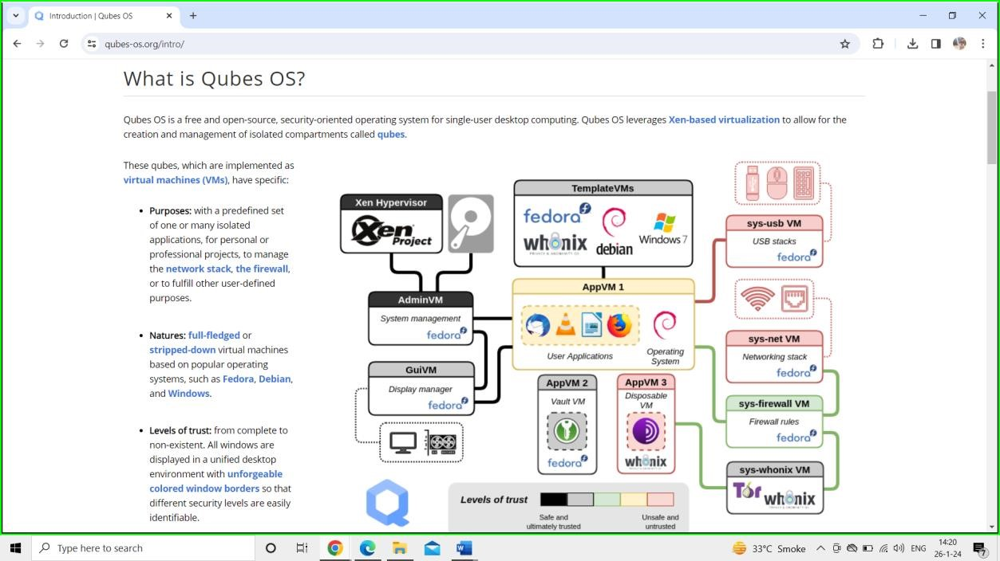 Introduction | Qubes OS
qubes-os.org/intro/
What is Qubes OS?
Qubes OS is a free and open-source, security-oriented operating system for single-user desktop computing. Qubes OS leverages Xen-based virtualization to allow for the
creation and management of isolated compartments called qubes.
These qubes, which are implemented as
virtual machines (VMs), have specific:
• Purposes: with a predefined set
of one or many isolated
applications, for personal or
professional projects, to manage
the network stack, the firewall,
or to fulfill other user-defined
purposes.
• Natures: full-fledged or
stripped-down virtual machines
based on popular operating
systems, such as Fedora, Debian,
and Windows.
• Levels of trust: from complete to
non-existent. All windows are
displayed in a unified desktop
environment with unforgeable
colored window borders so that
different security levels are easily
identifiable.
Xen Hypervisor
Xen
Project
AdminVM
System management
fedora
GuiVM
Display manager
fedora
TemplateVMs
fedora
whonix
debian
Windows 7
AppVM 1
User Applications
Operating
System
AppVM 2
Vault VM
fedora
AppVM 3
Disposable
VM
whonix
sys-usb VM
USB stacks
fedora
sys-net VM
Networking stack
fedora
sys-firewall VM
Firewall rules
fedora
sys-whonix VM
Tor
whonix
Levels of trust
Safe and
ultimately trusted
Unsafe and
untrusted
Type here to search
33°C Smoke
ENG
14:20
26-1-24
7